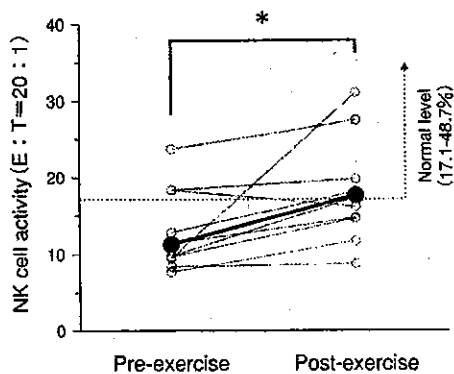 *
NK cell activity (E : T=20 : 1)
40
30
20
10
0
Normal level
(17.1-48.7%)
Pre-exercise
Post-exercise